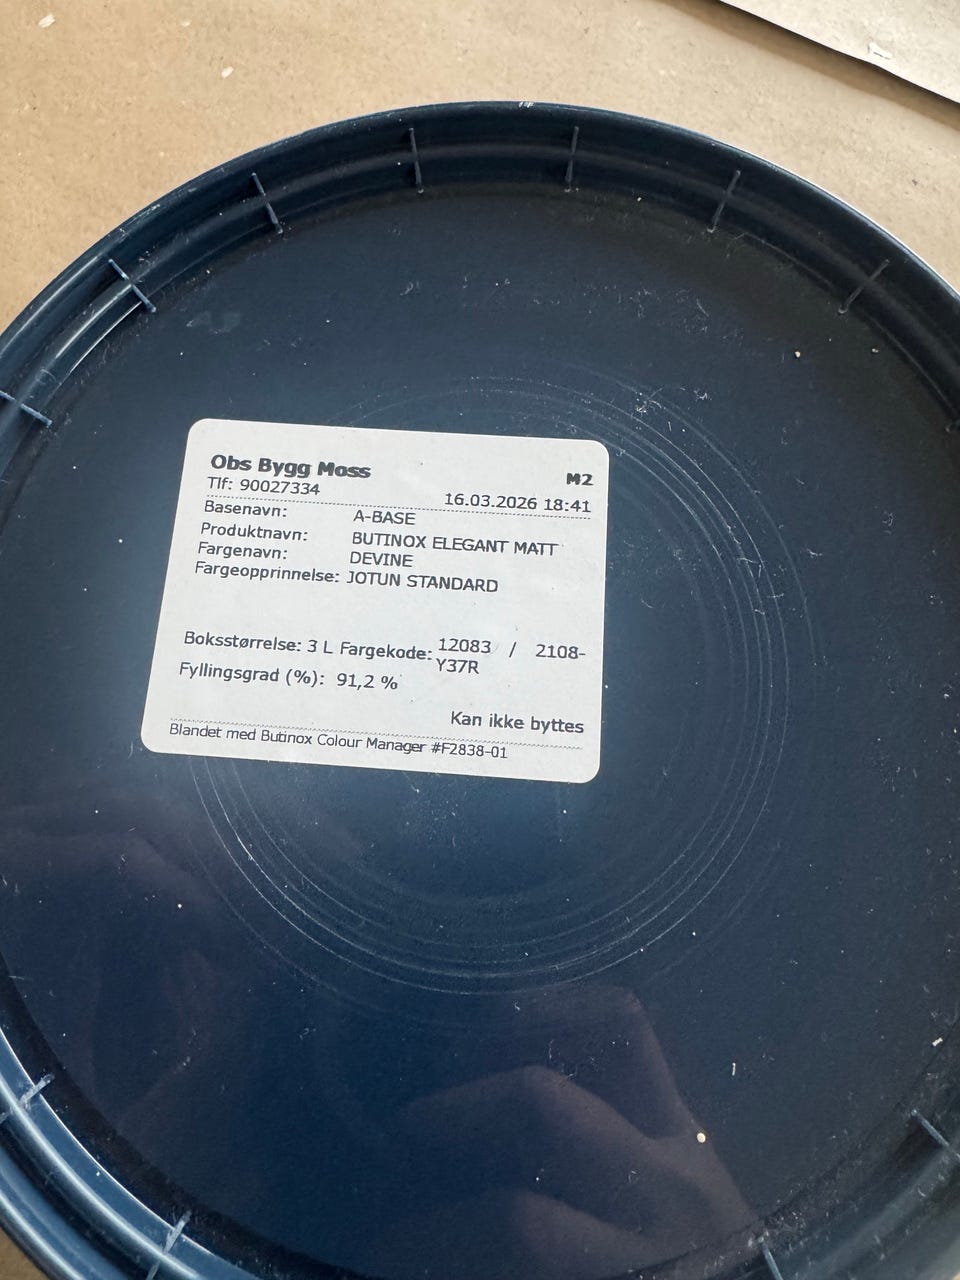 Obs Bygg Moss
M2
Tlf: 90027334
16.03.2026 18:41
Basenavn: A-BASE
Produktnavn: BUTINOX ELEGANT MATT
Fargenavn: DEVINE
Fargeopprinnelse: JOTUN STANDARD
Boksstørrelse: 3 L Fargekode: 12083 / 2108-
Y37R
Fyllingsgrad (%): 91,2 %
Kan ikke byttes
Blandet med Butinox Colour Manager #F2838-01